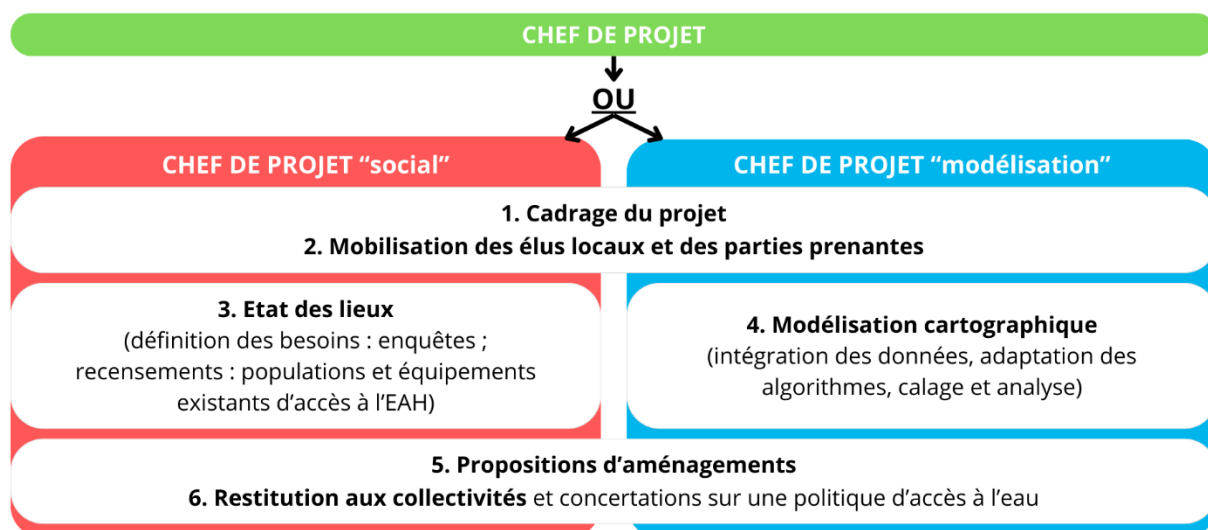 CHEF DE PROJET
OU
CHEF DE PROJET “social”
CHEF DE PROJET “modélisation”
1. Cadrage du projet
2. Mobilisation des élus locaux et des parties prenantes
3. Etat des lieux
(définition des besoins : enquêtes ;
recensements : populations et équipements
existants d’accès à l’EAH)
4. Modélisation cartographique
(intégration des données, adaptation des
algorithmes, calage et analyse)
5. Propositions d’aménagements
6. Restitution aux collectivités et concertations sur une politique d’accès à l’eau